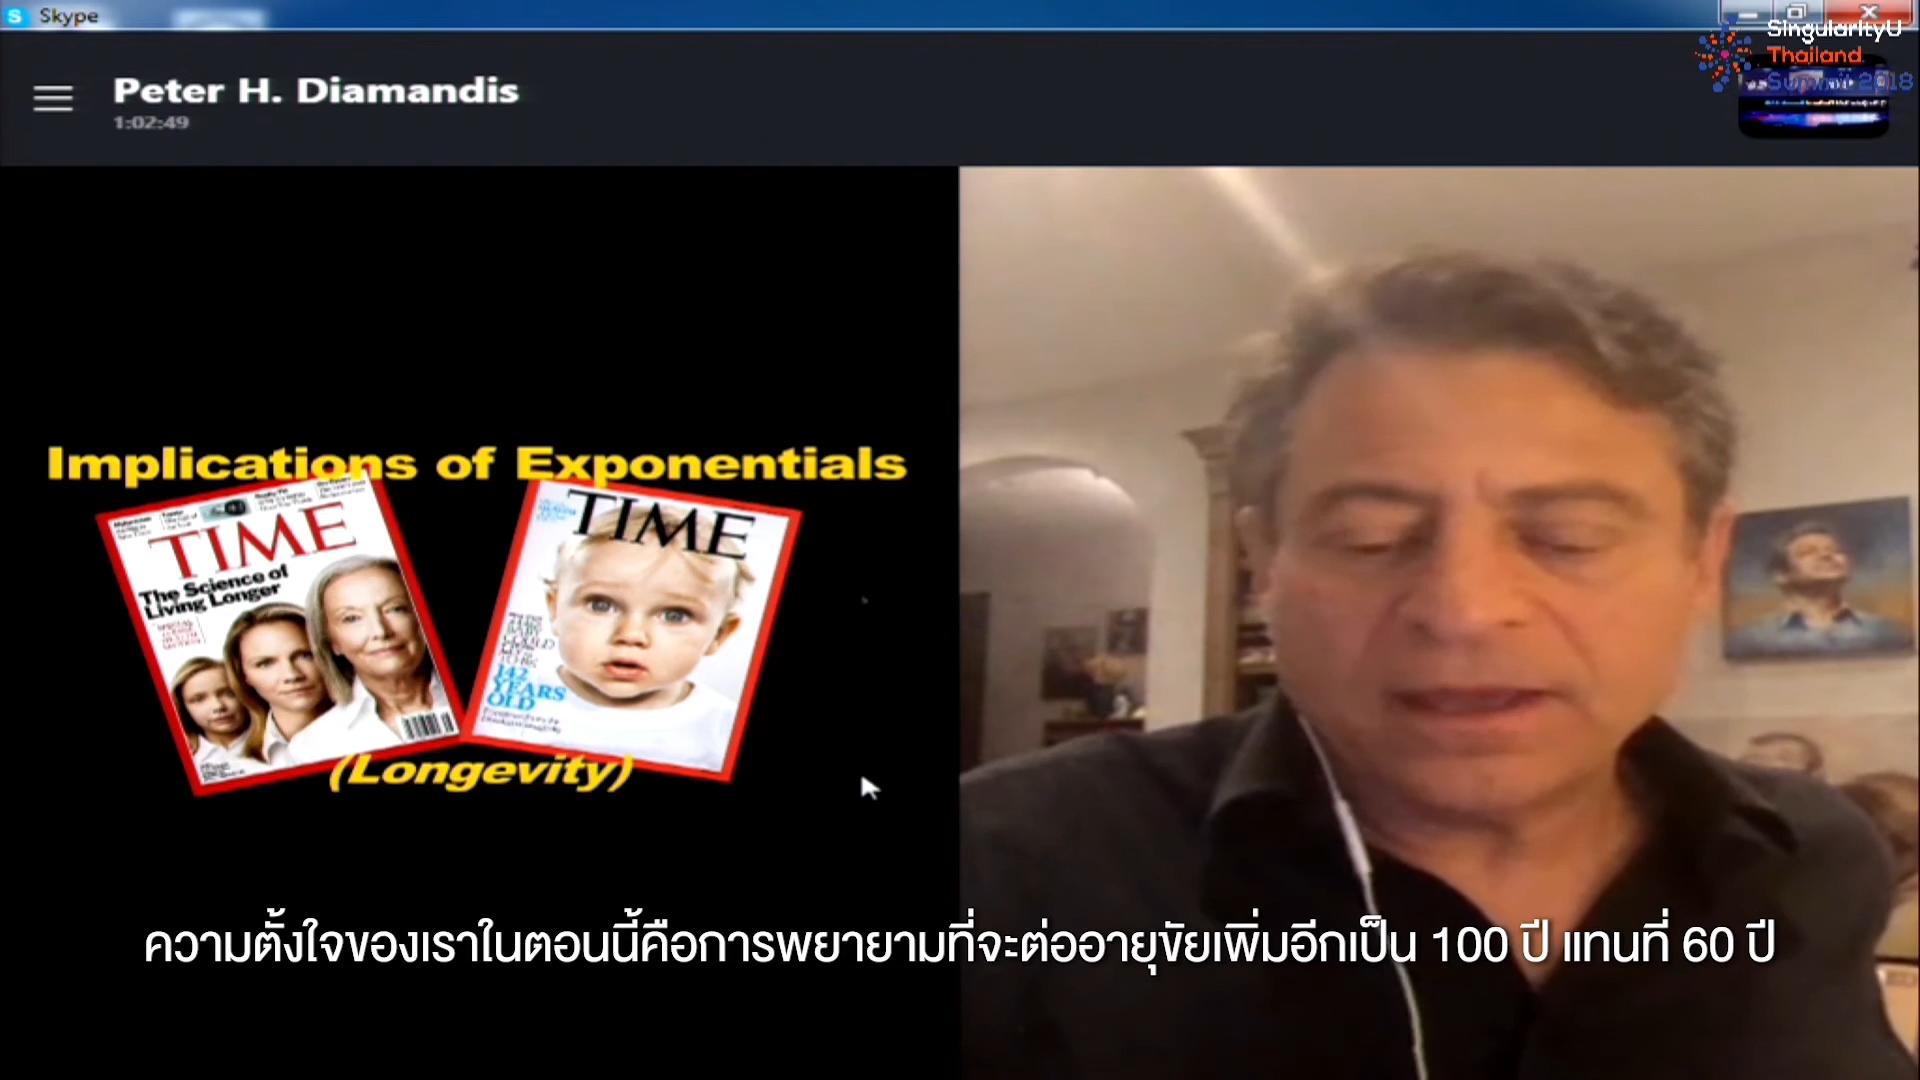 Skype
SingularityU
Thailand
Summit 2018
Peter H. Diamandis
1:02:49
Implications of Exponentials
TIME
The Science of
Living Longer
TIME
142
YEARS
OLD
(Longevity)
ความตั้งใจของเราในตอนนี้คือการพยายามที่จะต่ออายุขัยเพิ่มอีกเป็น 100 ปี แทนที่ 60 ปี